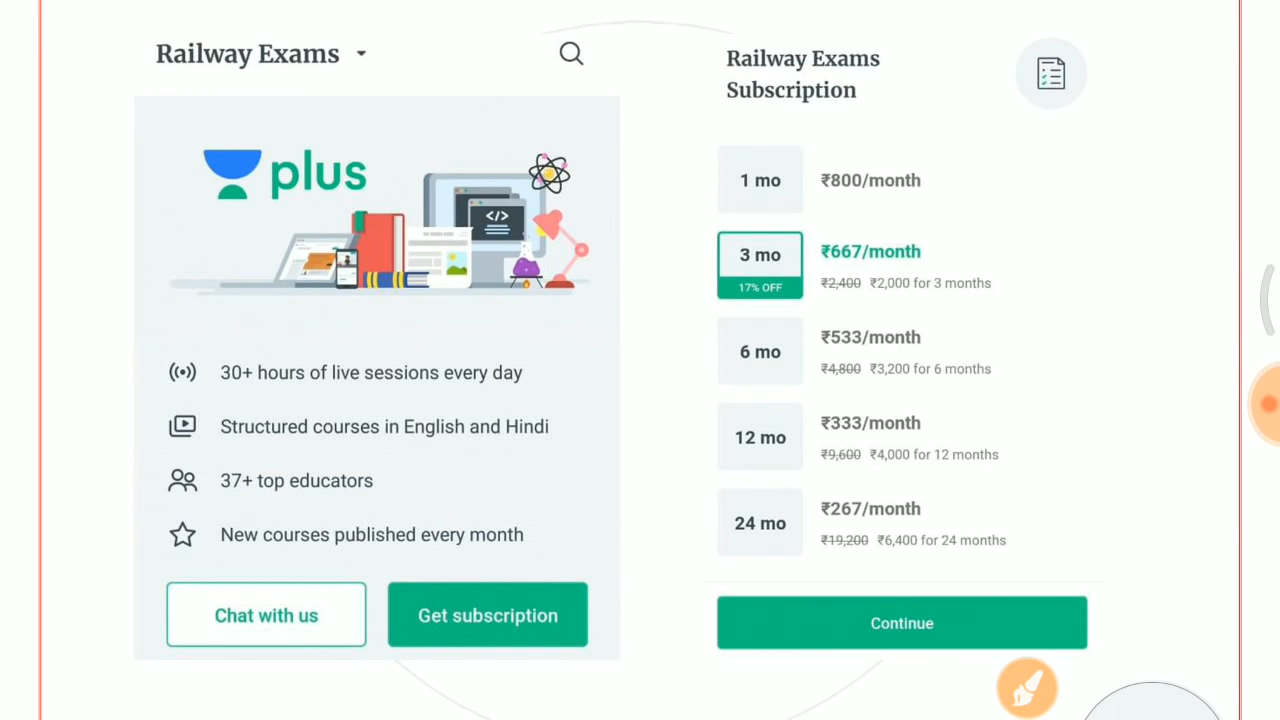 Railway Exams
plus
</>
30+ hours of live sessions every day
Structured courses in English and Hindi
37+ top educators
New courses published every month
Chat with us
Get subscription
Railway Exams
Subscription
1 mo
₹800/month
3 mo
17% OFF
₹667/month
₹2,400 ₹2,000 for 3 months
6 mo
₹533/month
₹4,800 ₹3,200 for 6 months
12 mo
₹333/month
₹9,600 ₹4,000 for 12 months
24 mo
₹267/month
₹19,200 ₹6,400 for 24 months
Continue